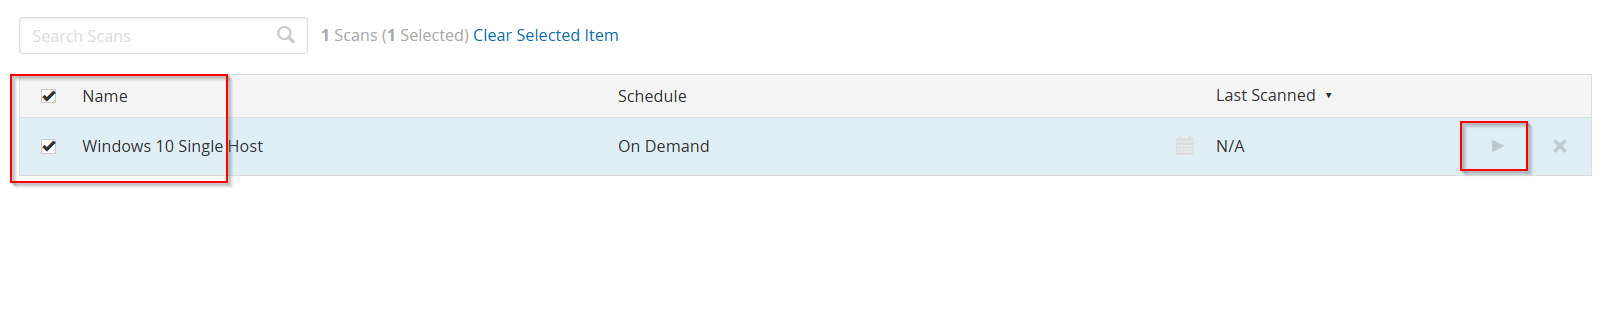 Search Scans
1 Scans (1 Selected) Clear Selected Item
Name Schedule Last Scanned ▼
Windows 10 Single Host On Demand N/A